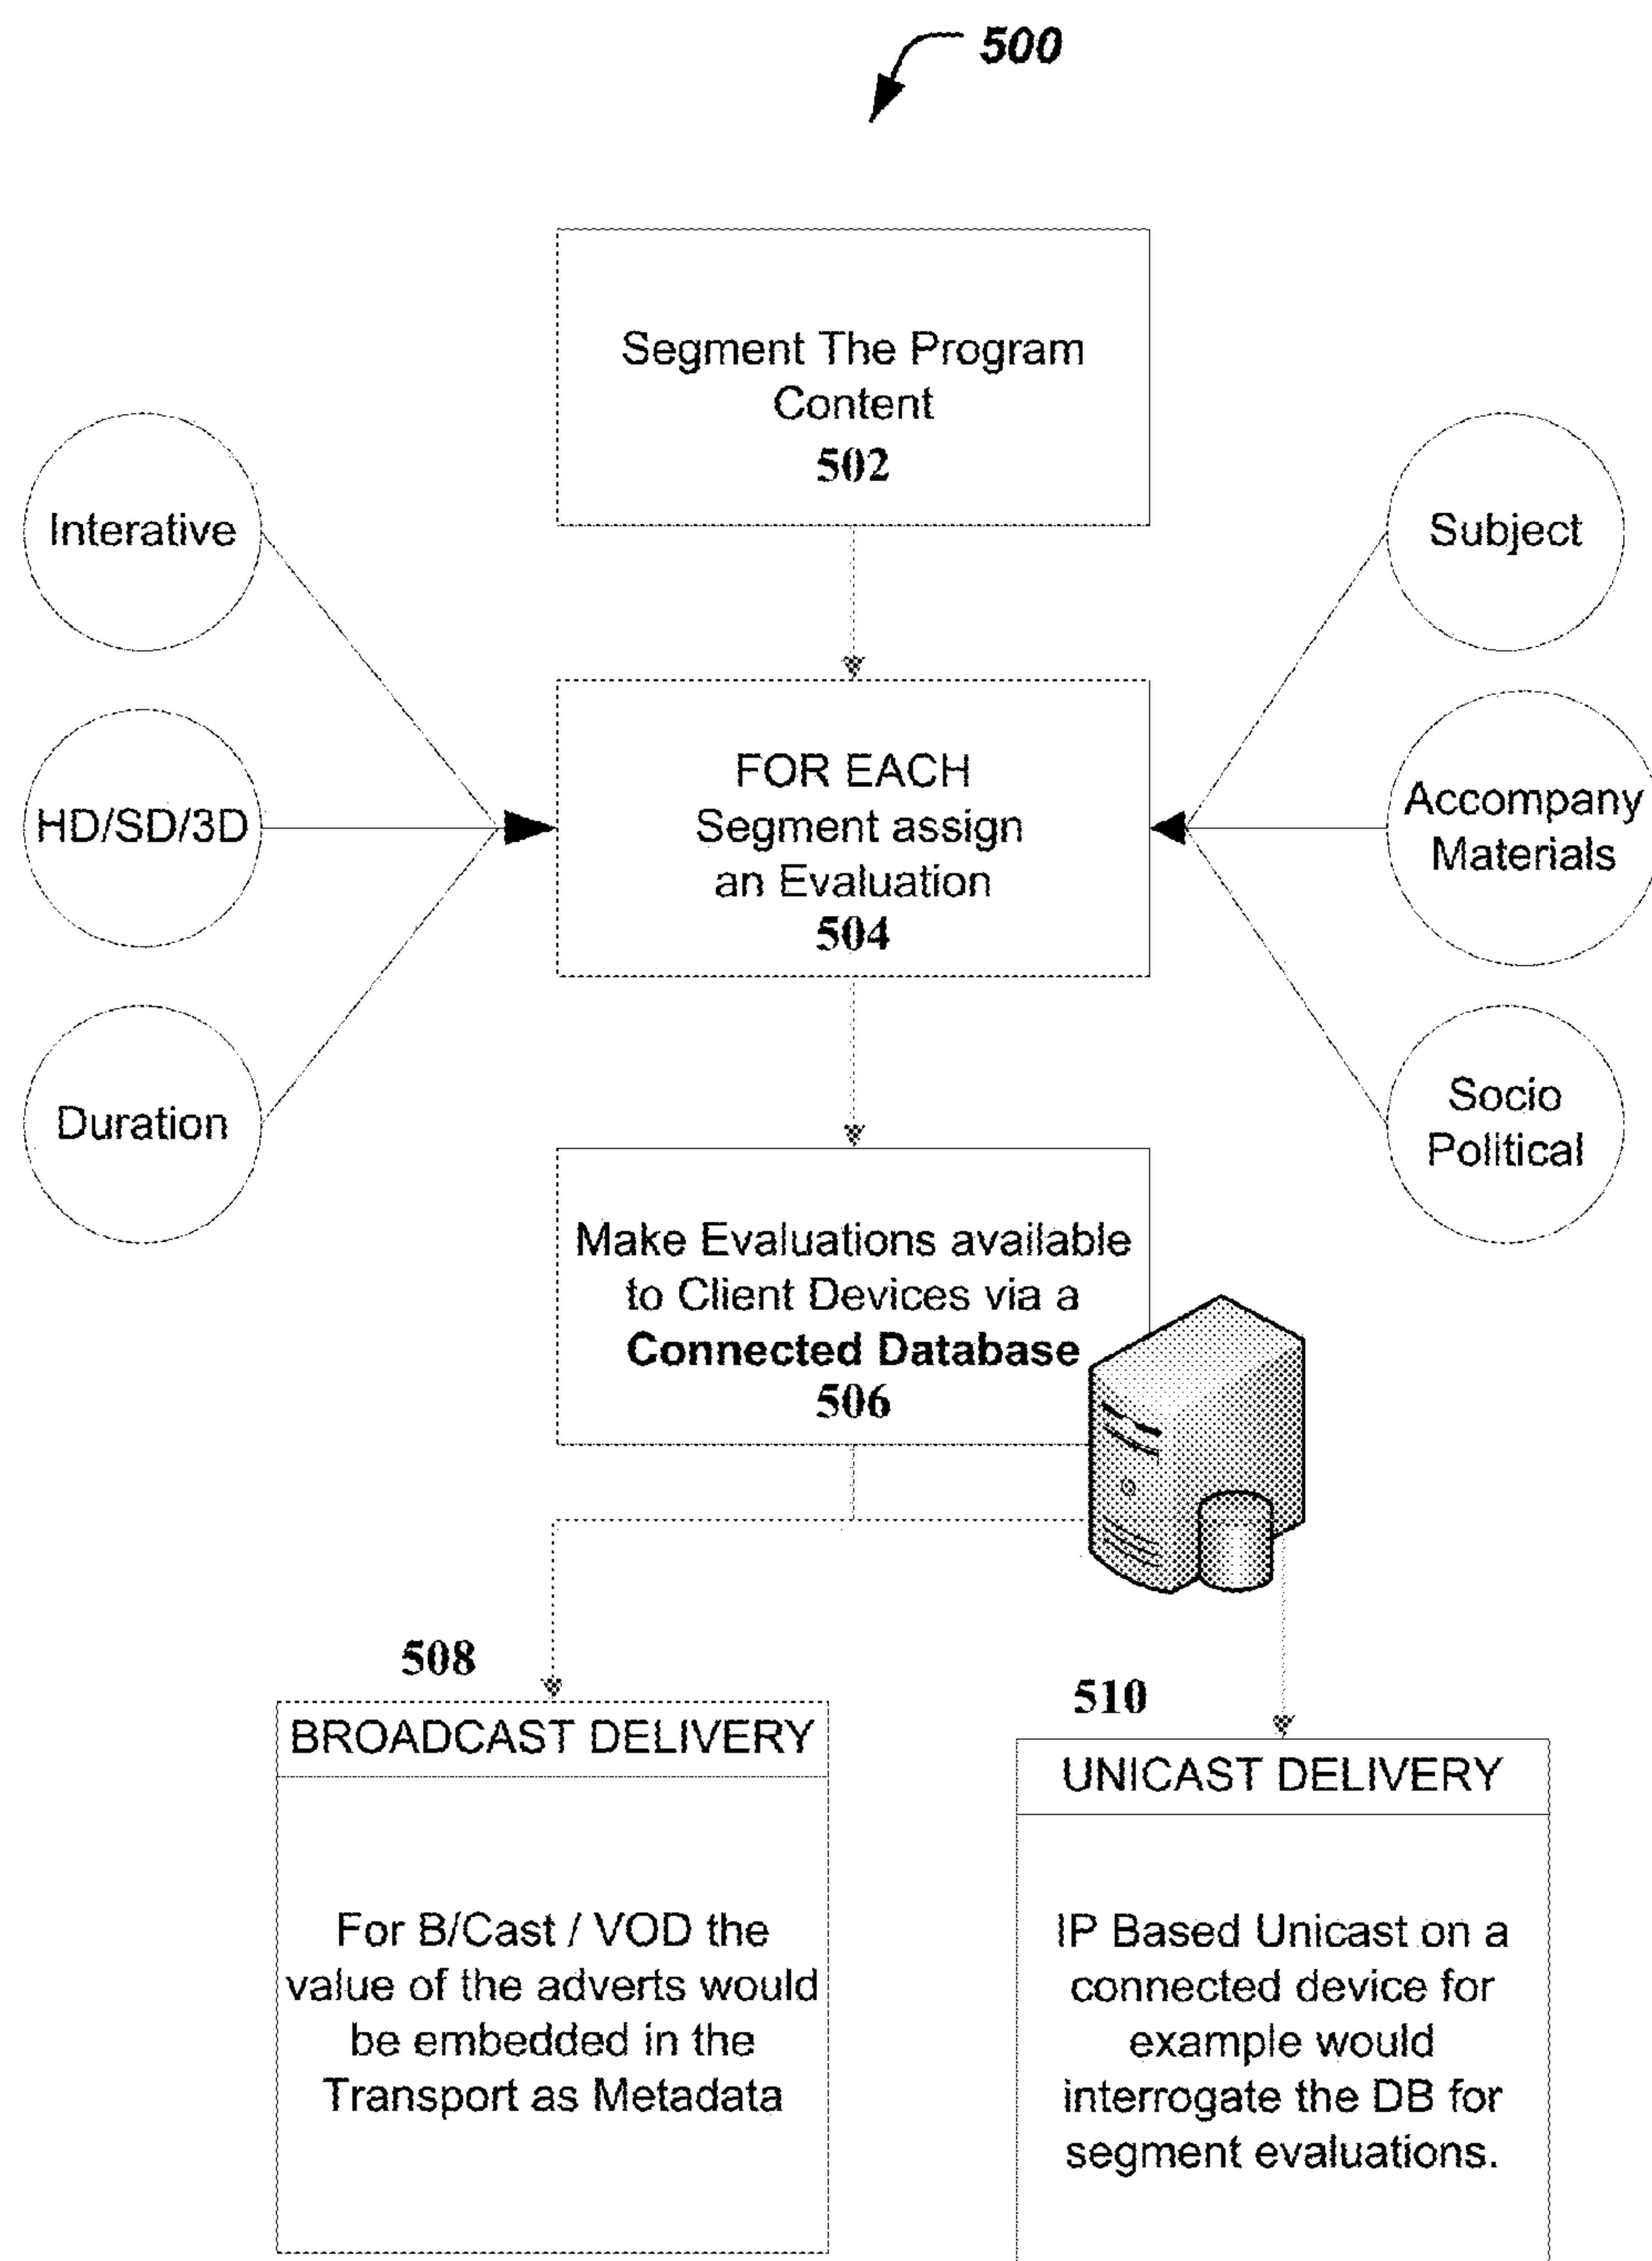 500
Segment The Program
Content
502
Interative
HD/SD/3D
Duration
FOR EACH
Segment assign
an Evaluation
504
Subject
Accompany
Materials
Socio
Political
Make Evaluations available
to Client Devices via a
Connected Database
506
508
BROADCAST DELIVERY
For B/Cast / VOD the
value of the adverts would
be embedded in the
Transport as Metadata
510
UNICAST DELIVERY
IP Based Unicast on a
connected device for
example would
interrogate the DB for
segment evaluations.